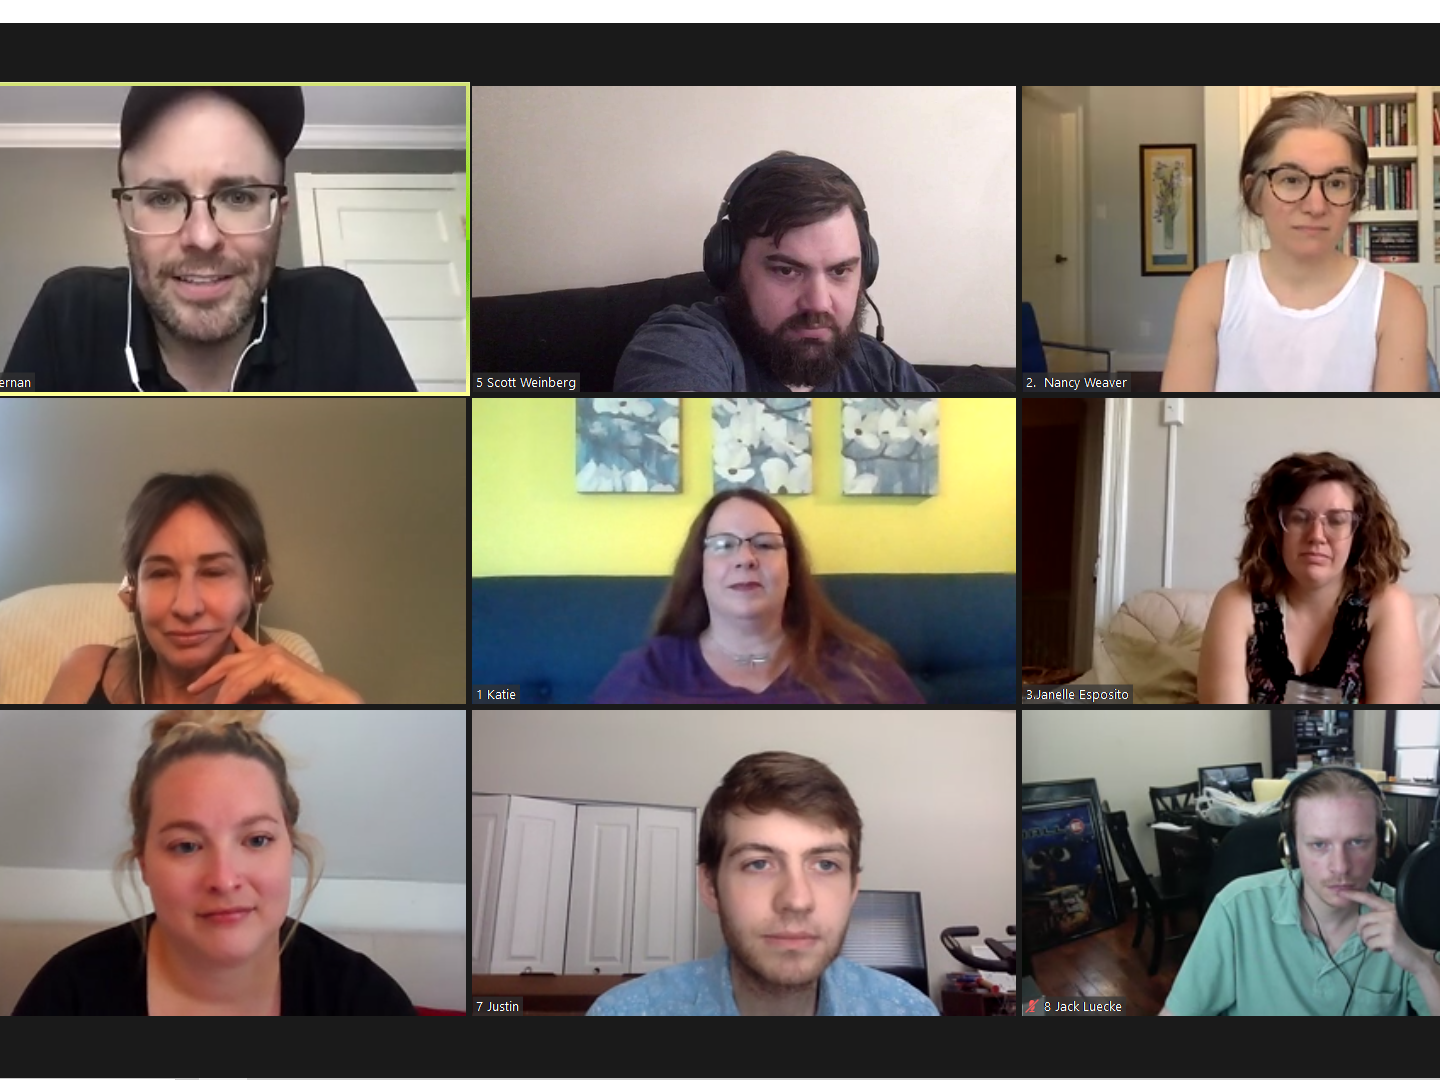 ernan
5 Scott Weinberg
2. Nancy Weaver
1 Katie
3.Janelle Esposito
7 Justin
8 Jack Luecke